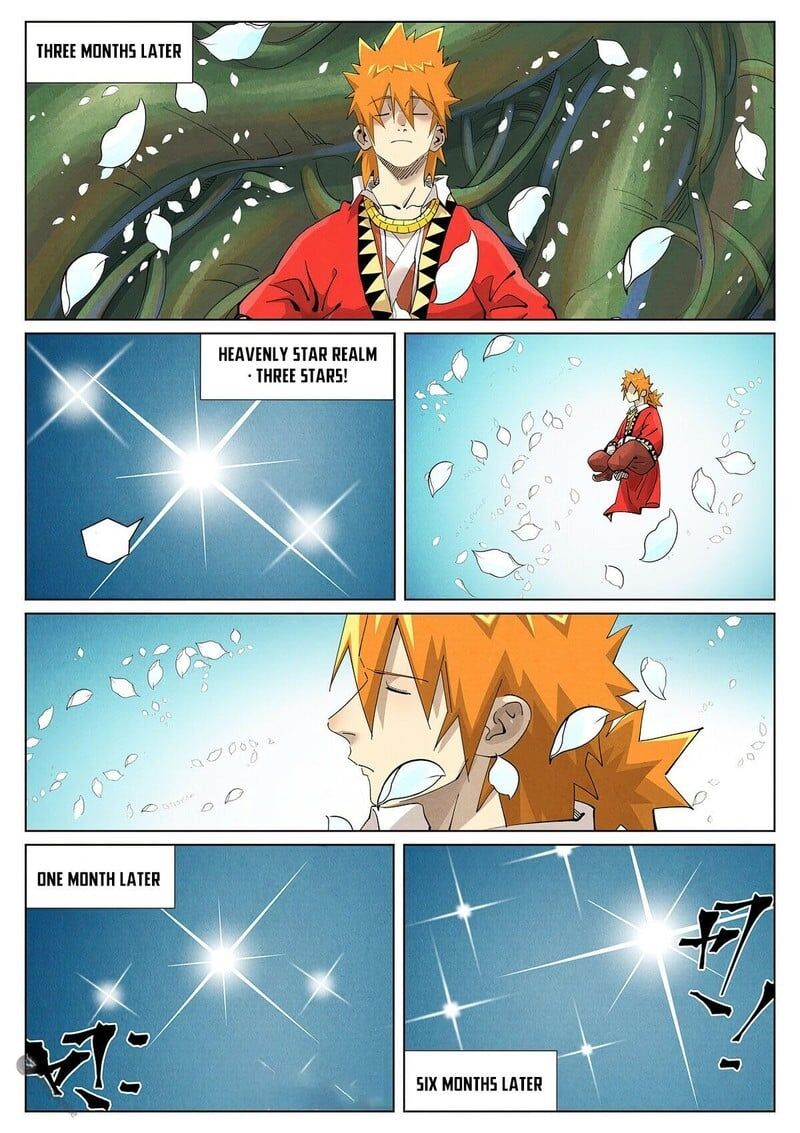 THREE MONTHS LATER
HEAVENLY STAR REALM
· THREE STARS!
ONE MONTH LATER
SIX MONTHS LATER